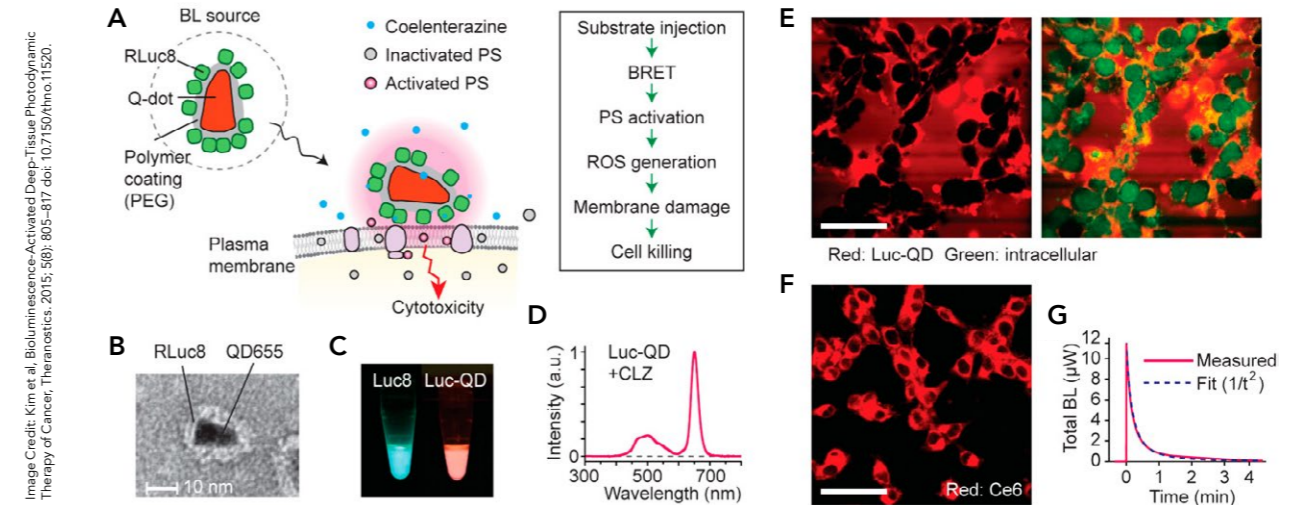 Image Credit: Kim et al, Bioluminescence-Activated Deep-Tissue Photodynamic
Therapy of Cancer, Theranostics. 2015; 5(8): 805–817 doi: 10.7150/thno.11520.
A
BL source
RLuc8
Q-dot
Polymer
coating
(PEG)
Coelenterazine
Inactivated PS
Activated PS
Plasma
membrane
Cytotoxicity
Substrate injection
BRET
PS activation
ROS generation
Membrane damage
Cell killing
B
RLuc8 QD655
10 nm
C
Luc8 Luc-QD
D
Luc-QD
+CLZ
Intensity (a.u.)
1
0
300 500 700
Wavelength (nm)
E
Red: Luc-QD Green: intracellular
F
Red: Ce6
G
Total BL (µW)
12
10
8
6
4
2
0
Measured
Fit (1/t²)
0 1 2 3 4
Time (min)